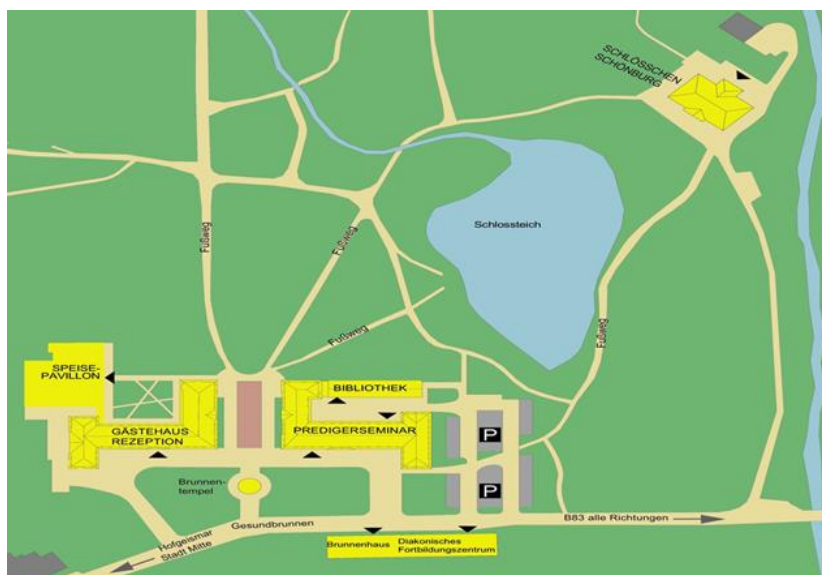 SCHLÖSSCHEN
SCHÖNBURG
Schlossteich
Fußweg
Fußweg
Fußweg
Fußweg
SPEISE-
PAVILLON
BIBLIOTHEK
GÄSTEHAUS
REZEPTION
PREDIGERSEMINAR
P
P
Brunnen-
tempel
Hofgeismar
Stadt Mitte
Gesundbrunnen
B83 alle Richtungen
Brunnenhaus
Diakonisches
Fortbildungszentrum